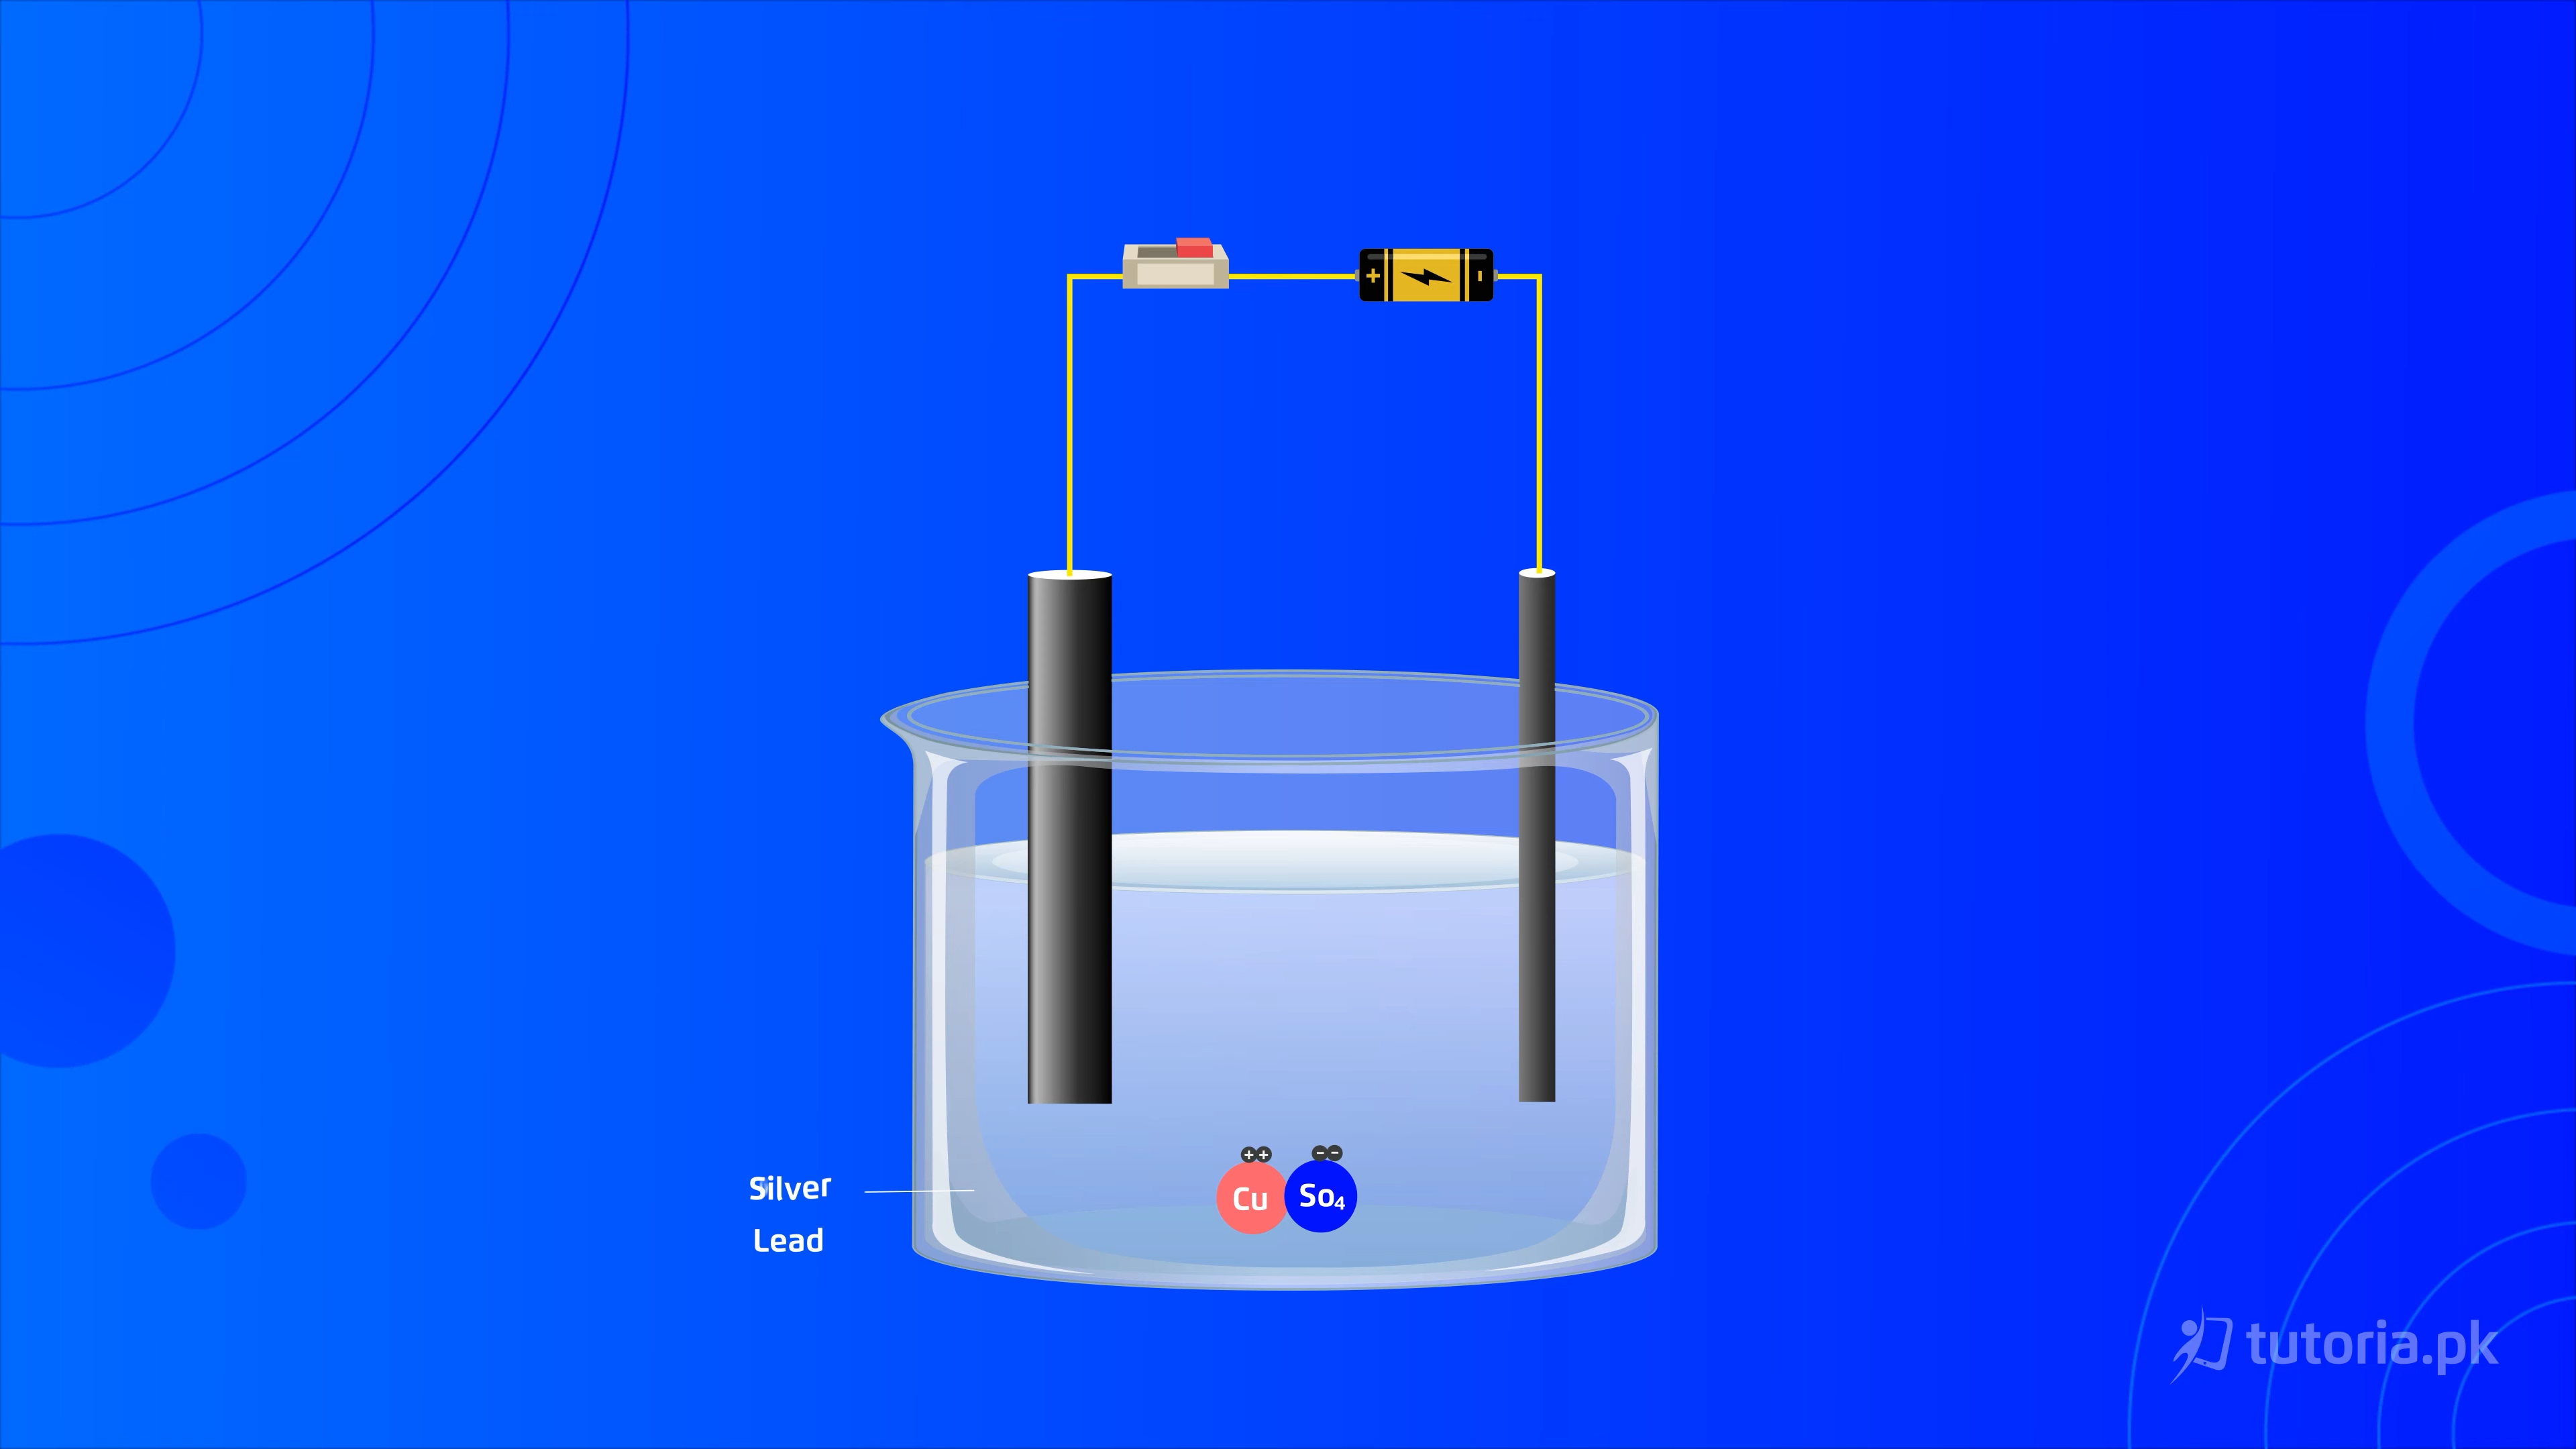 +
-
++
--
Cu
So₄
Silver
Lead
tutoria.pk